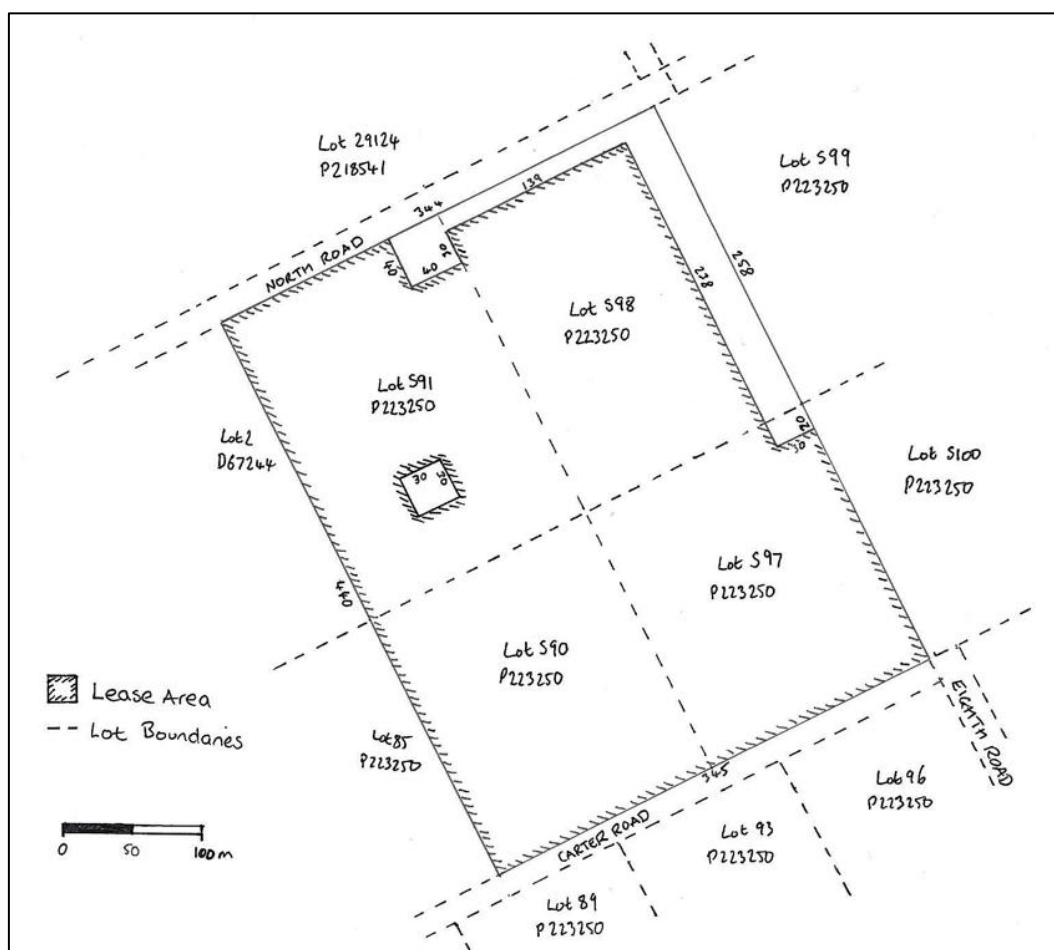 Lot 29124
P218541
Lot S99
P223250
NORTH ROAD
344
139
40
40
20
258
238
Lot S98
P223250
Lot S91
P223250
Lot 2
D67244
30
30
20
30
Lot S100
P223250
Lot S97
P223250
440
Lot S90
P223250
Lease Area
Lot Boundaries
Lot 85
P223250
345
CARTER ROAD
EIGHTH ROAD
Lot 96
P223250
Lot 93
P223250
Lot 89
P223250
0 50 100m